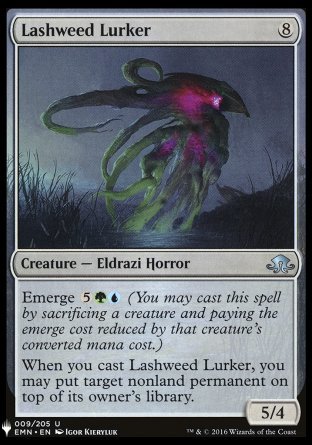 Lashweed Lurker 8
Creature — Eldrazi Horror
Emerge 5 (You may cast this spell
by sacrificing a creature and paying the
emerge cost reduced by that creature's
converted mana cost.)
When you cast Lashweed Lurker, you
may put target nonland permanent on
top of its owner's library.
5/4
009/205 U
EMN • EN Igor Kieryluk
™ & © 2016 Wizards of the Coast